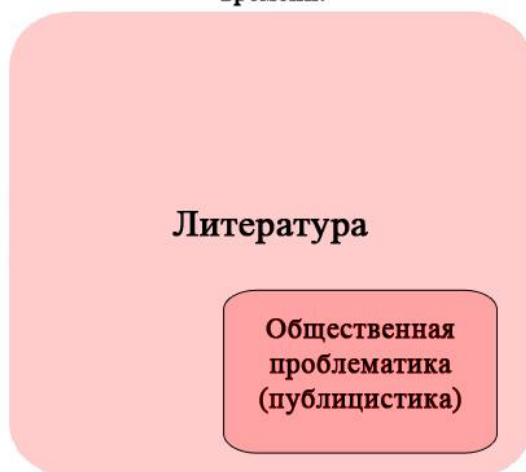 Литература
Общественная
проблематика
(публицистика)